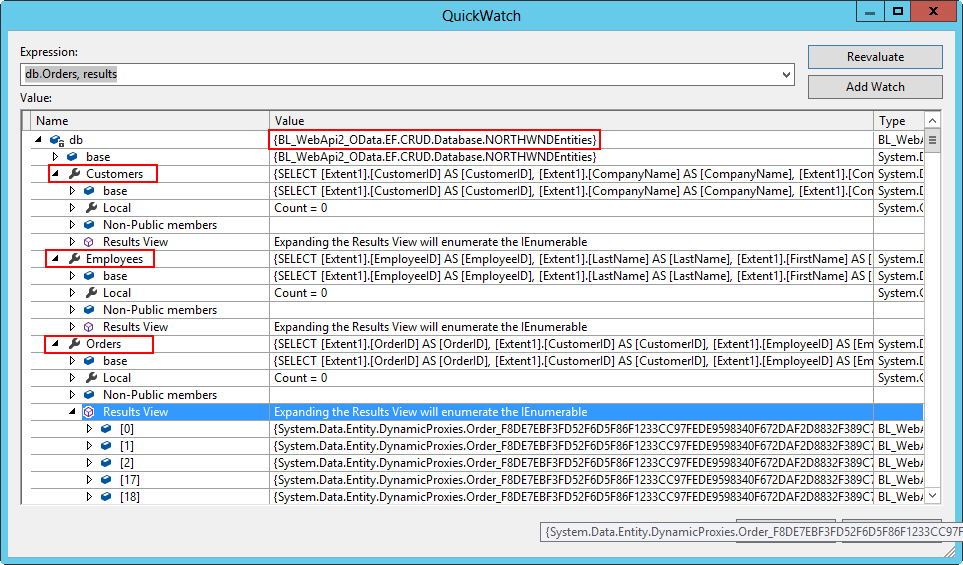 QuickWatch
Expression:
Reevaluate
db.Orders, results
Add Watch
Value:
Name Value Type
db {BL_WebApi2_OData.EF.CRUD.Database.NORTHWNDEntities} BL_WebA
base {BL_WebApi2_OData.EF.CRUD.Database.NORTHWNDEntities} System.D
Customers {SELECT [Extent1].[CustomerID] AS [CustomerID], [Extent1].[CompanyName] AS [CompanyName], [Extent1].[Con System.D
base {SELECT [Extent1].[CustomerID] AS [CustomerID], [Extent1].[CompanyName] AS [CompanyName], [Extent1].[Con System.D
Local Count = 0 System.C
Non-Public members
Results View Expanding the Results View will enumerate the IEnumerable
Employees {SELECT [Extent1].[EmployeeID] AS [EmployeeID], [Extent1].[LastName] AS [LastName], [Extent1].[FirstName] AS [ System.D
base {SELECT [Extent1].[EmployeeID] AS [EmployeeID], [Extent1].[LastName] AS [LastName], [Extent1].[FirstName] AS [ System.D
Local Count = 0 System.C
Non-Public members
Results View Expanding the Results View will enumerate the IEnumerable
Orders {SELECT [Extent1].[OrderID] AS [OrderID], [Extent1].[CustomerID] AS [CustomerID], [Extent1].[EmployeeID] AS [Em System.D
base {SELECT [Extent1].[OrderID] AS [OrderID], [Extent1].[CustomerID] AS [CustomerID], [Extent1].[EmployeeID] AS [Em System.D
Local Count = 0 System.C
Non-Public members
Results View Expanding the Results View will enumerate the IEnumerable
[0] {System.Data.Entity.DynamicProxies.Order_F8DE7EBF3FD52F6D5F86F1233CC97FEDE9598340F672DAF2D8832F389C7 BL_WebA
[1] {System.Data.Entity.DynamicProxies.Order_F8DE7EBF3FD52F6D5F86F1233CC97FEDE9598340F672DAF2D8832F389C7 BL_WebA
[2] {System.Data.Entity.DynamicProxies.Order_F8DE7EBF3FD52F6D5F86F1233CC97FEDE9598340F672DAF2D8832F389C7 BL_WebA
[17] {System.Data.Entity.DynamicProxies.Order_F8DE7EBF3FD52F6D5F86F1233CC97FEDE9598340F672DAF2D8832F389C7 BL_WebA
[18] {System.Data.Entity.DynamicProxies.Order_F8DE7EBF3FD52F6D5F86F1233CC97FEDE9598340F672DAF2D8832F389C7 BL_WebA
{System.Data.Entity.DynamicProxies.Order_F8DE7EBF3FD52F6D5F86F1233CC97F